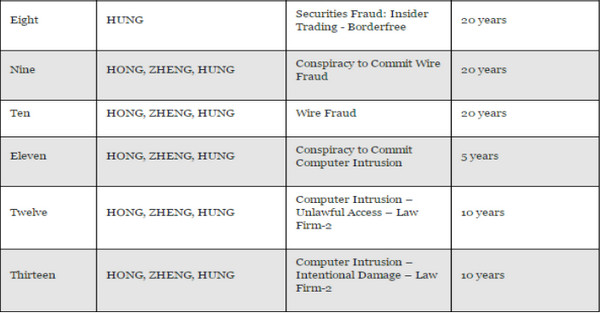 Eight HUNG Securities Fraud: Insider 20 years
Trading - Borderfree
Nine HONG, ZHENG, HUNG Conspiracy to Commit Wire 20 years
Fraud
Ten HONG, ZHENG, HUNG Wire Fraud 20 years
Eleven HONG, ZHENG, HUNG Conspiracy to Commit 5 years
Computer Intrusion
Twelve HONG, ZHENG, HUNG Computer Intrusion – 10 years
Unlawful Access – Law
Firm-2
Thirteen HONG, ZHENG, HUNG Computer Intrusion – 10 years
Intentional Damage – Law
Firm-2